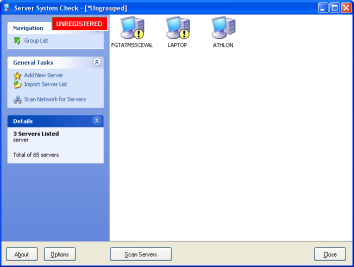 Server System Check - [*Ungrouped]
Navigation
UNREGISTERED
Group List
General Tasks
Add New Server
Import Server List
Scan Network for Servers
Details
3 Servers Listed
server
Total of 65 servers
PGTATMSSCEVAL
LAPTOP
ATHLON
About
Options
Scan Servers
Close